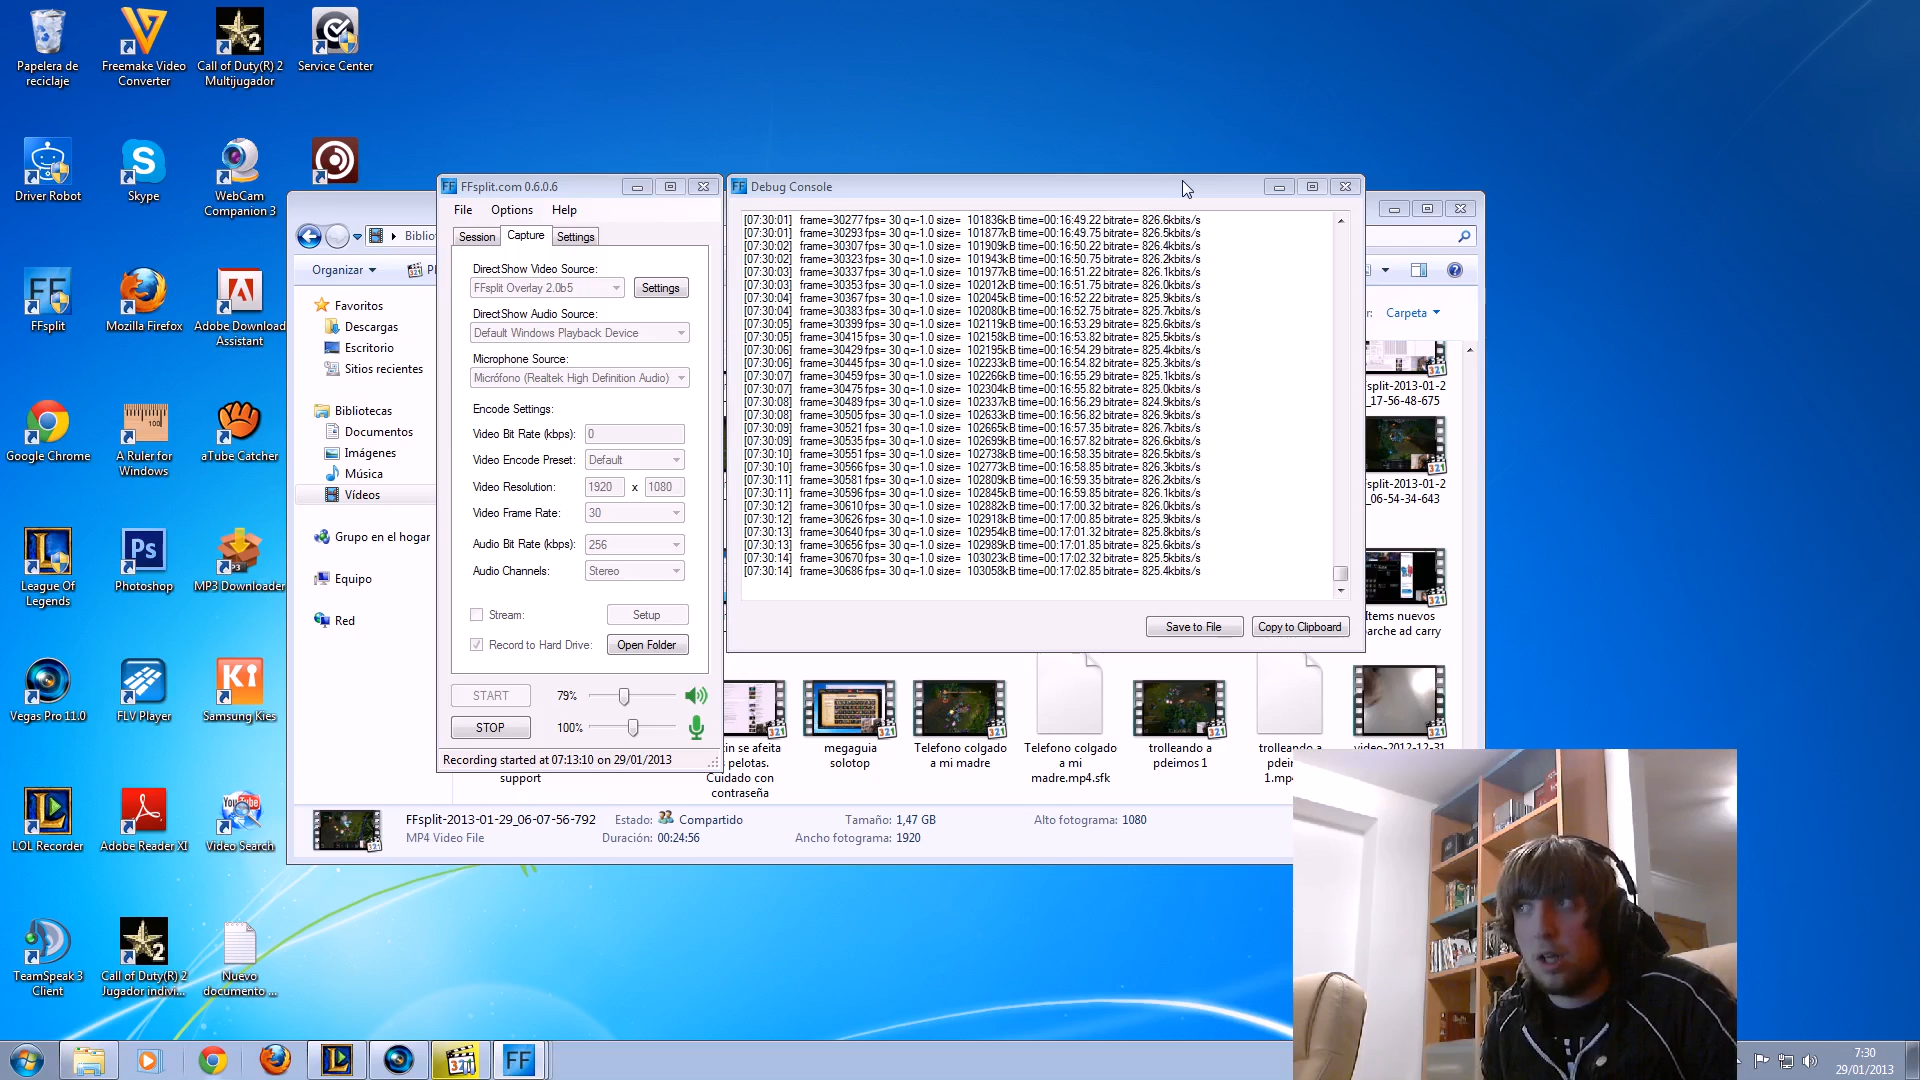 Papelera de
reciclaje
Freemake Video
Converter
Call of Duty(R) 2
Multijugador
Service Center
Driver Robot
Skype
WebCam
Companion 3
FFsplit
Mozilla Firefox
Adobe Download
Assistant
Google Chrome
A Ruler for
Windows
aTube Catcher
League Of
Legends
Photoshop
MP3 Downloader
Vegas Pro 11.0
FLV Player
Samsung Kies
LOL Recorder
Adobe Reader XI
Video Search
TeamSpeak 3
Client
Call of Duty(R) 2
Jugador indivi...
Nuevo
documento ...
Biblio
Organizar
Favoritos
Descargas
Escritorio
Sitios recientes
Bibliotecas
Documentos
Imágenes
Música
Vídeos
Grupo en el hogar
Equipo
Red
FFsplit.com 0.6.0.6
File Options Help
Session Capture Settings
DirectShow Video Source:
FFsplit Overlay 2.0b5 Settings
DirectShow Audio Source:
Default Windows Playback Device
Microphone Source:
Micrófono (Realtek High Definition Audio)
Encode Settings:
Video Bit Rate (kbps): 0
Video Encode Preset: Default
Video Resolution: 1920 x 1080
Video Frame Rate: 30
Audio Bit Rate (kbps): 256
Audio Channels: Stereo
Stream: Setup
Record to Hard Drive: Open Folder
START 79%
STOP 100%
Recording started at 07:13:10 on 29/01/2013
Debug Console
[07:30:01] frame=30277 fps= 30 q=-1.0 size= 101836kB time=00:16:49.22 bitrate= 826.6kbits/s
[07:30:01] frame=30293 fps= 30 q=-1.0 size= 101877kB time=00:16:49.75 bitrate= 826.5kbits/s
[07:30:02] frame=30307 fps= 30 q=-1.0 size= 101909kB time=00:16:50.22 bitrate= 826.4kbits/s
[07:30:02] frame=30323 fps= 30 q=-1.0 size= 101943kB time=00:16:50.75 bitrate= 826.2kbits/s
[07:30:03] frame=30337 fps= 30 q=-1.0 size= 101977kB time=00:16:51.22 bitrate= 826.1kbits/s
[07:30:03] frame=30353 fps= 30 q=-1.0 size= 102012kB time=00:16:51.75 bitrate= 826.0kbits/s
[07:30:04] frame=30367 fps= 30 q=-1.0 size= 102045kB time=00:16:52.22 bitrate= 825.9kbits/s
[07:30:04] frame=30383 fps= 30 q=-1.0 size= 102080kB time=00:16:52.75 bitrate= 825.7kbits/s
[07:30:05] frame=30399 fps= 30 q=-1.0 size= 102119kB time=00:16:53.29 bitrate= 825.6kbits/s
[07:30:05] frame=30415 fps= 30 q=-1.0 size= 102158kB time=00:16:53.82 bitrate= 825.5kbits/s
[07:30:06] frame=30429 fps= 30 q=-1.0 size= 102195kB time=00:16:54.29 bitrate= 825.4kbits/s
[07:30:06] frame=30445 fps= 30 q=-1.0 size= 102233kB time=00:16:54.82 bitrate= 825.3kbits/s
[07:30:07] frame=30459 fps= 30 q=-1.0 size= 102266kB time=00:16:55.29 bitrate= 825.1kbits/s
[07:30:07] frame=30475 fps= 30 q=-1.0 size= 102304kB time=00:16:55.82 bitrate= 825.0kbits/s
[07:30:08] frame=30489 fps= 30 q=-1.0 size= 102337kB time=00:16:56.29 bitrate= 824.9kbits/s
[07:30:08] frame=30505 fps= 30 q=-1.0 size= 102633kB time=00:16:56.82 bitrate= 826.9kbits/s
[07:30:09] frame=30521 fps= 30 q=-1.0 size= 102665kB time=00:16:57.35 bitrate= 826.7kbits/s
[07:30:09] frame=30535 fps= 30 q=-1.0 size= 102699kB time=00:16:57.82 bitrate= 826.6kbits/s
[07:30:10] frame=30551 fps= 30 q=-1.0 size= 102738kB time=00:16:58.35 bitrate= 826.5kbits/s
[07:30:10] frame=30566 fps= 30 q=-1.0 size= 102773kB time=00:16:58.85 bitrate= 826.3kbits/s
[07:30:11] frame=30581 fps= 30 q=-1.0 size= 102809kB time=00:16:59.35 bitrate= 826.2kbits/s
[07:30:11] frame=30596 fps= 30 q=-1.0 size= 102845kB time=00:16:59.85 bitrate= 826.1kbits/s
[07:30:12] frame=30610 fps= 30 q=-1.0 size= 102882kB time=00:17:00.32 bitrate= 826.0kbits/s
[07:30:12] frame=30626 fps= 30 q=-1.0 size= 102918kB time=00:17:00.85 bitrate= 825.9kbits/s
[07:30:13] frame=30640 fps= 30 q=-1.0 size= 102954kB time=00:17:01.32 bitrate= 825.8kbits/s
[07:30:13] frame=30656 fps= 30 q=-1.0 size= 102989kB time=00:17:01.85 bitrate= 825.6kbits/s
[07:30:14] frame=30670 fps= 30 q=-1.0 size= 103023kB time=00:17:02.32 bitrate= 825.5kbits/s
[07:30:14] frame=30686 fps= 30 q=-1.0 size= 103058kB time=00:17:02.85 bitrate= 825.4kbits/s
Save to File Copy to Clipboard
Carpeta
split-2013-01-2
_17-56-48-675
split-2013-01-2
_06-54-34-643
Items nuevos
parche ad carry
support
se afeita
pelotas.
Cuidado con
contraseña
megaguia
solotop
Telefono colgado
a mi madre
Telefono colgado
a mi
madre.mp4.sfk
trolleando a
pdeimos 1
trolleando a
video-2012-12-31
FFsplit-2013-01-29_06-07-56-792
MP4 Video File
Estado: Compartido
Duración: 00:24:56
Tamaño: 1,47 GB
Ancho fotograma: 1920
Alto fotograma: 1080
7:30
29/01/2013